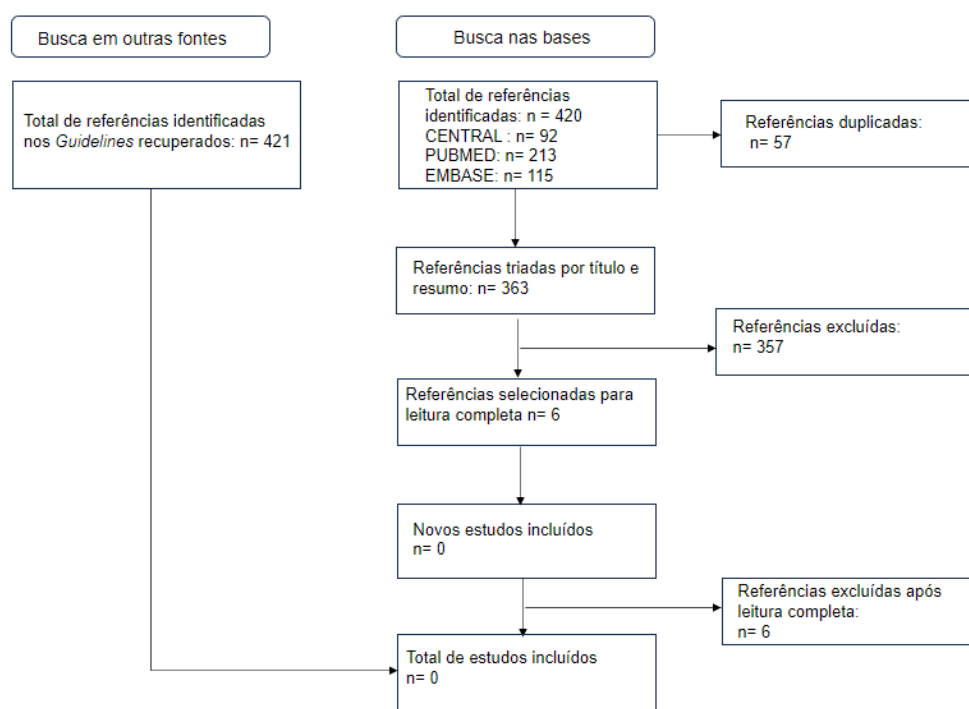 Busca em outras fontes
Busca nas bases
Total de referências identificadas
nos Guidelines recuperados: n= 421
Total de referências
identificadas: n = 420
CENTRAL : n= 92
PUBMED: n= 213
EMBASE: n= 115
Referências duplicadas:
n= 57
Referências triadas por título e
resumo: n= 363
Referências excluídas:
n= 357
Referências selecionadas para
leitura completa n= 6
Novos estudos incluídos
n= 0
Referências excluídas após
leitura completa:
n= 6
Total de estudos incluídos
n= 0